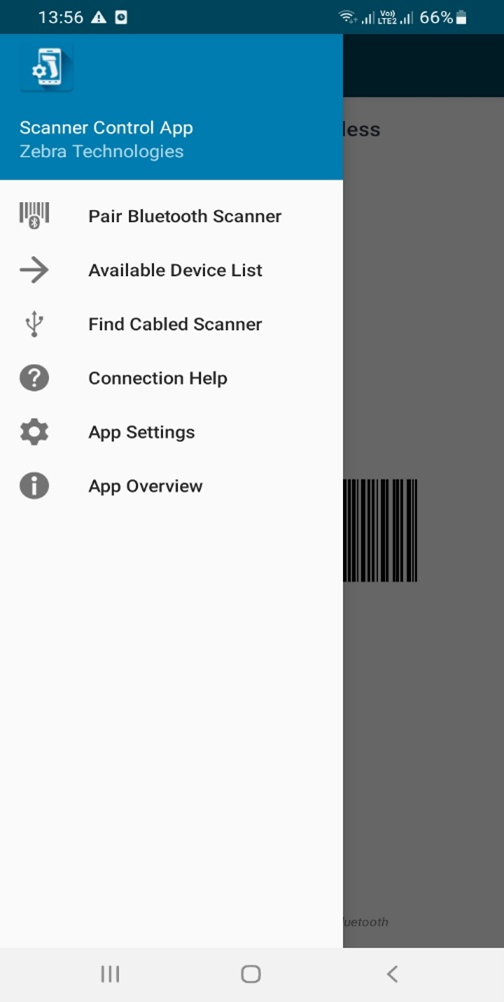 13:56
Vo)) LTE2 66%
Scanner Control App
Zebra Technologies
less
Pair Bluetooth Scanner
Available Device List
Find Cabled Scanner
Connection Help
App Settings
App Overview
uetooth